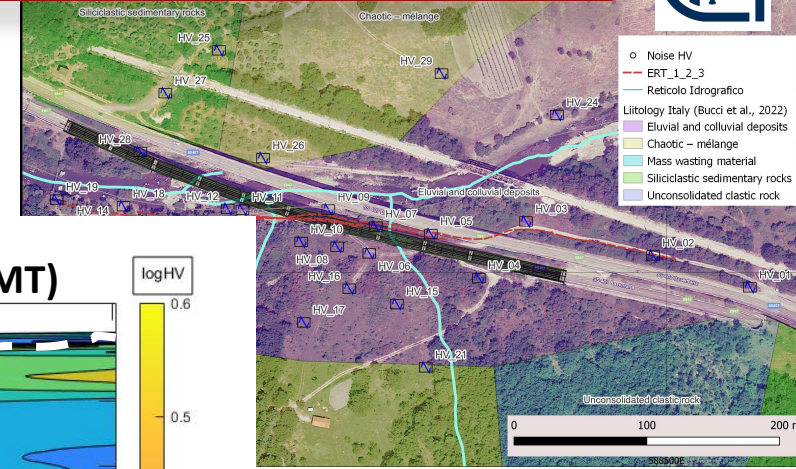 Siliciclastic sedimentary rocks
Chaotic – mélange
HV_25
HV_29
HV_27
HV_24
HV_28
HV_26
HV_19
HV_18
HV_14
HV_12
HV_11
HV_09
Eluvial and colluvial deposits
HV_07
HV_05
HV_03
HV_10
HV_02
HV_08
HV_06
HV_04
HV_01
HV_16
HV_15
HV_17
HV_21
Unconsolidated clastic rock
Noise HV
ERT_1_2_3
Reticolo Idrografico
Liitology Italy (Bucci et al., 2022)
Eluvial and colluvial deposits
Chaotic – mélange
Mass wasting material
Siliciclastic sedimentary rocks
Unconsolidated clastic rock
MT)
logHV
0.6
0.5
0
100
200 m
588500E